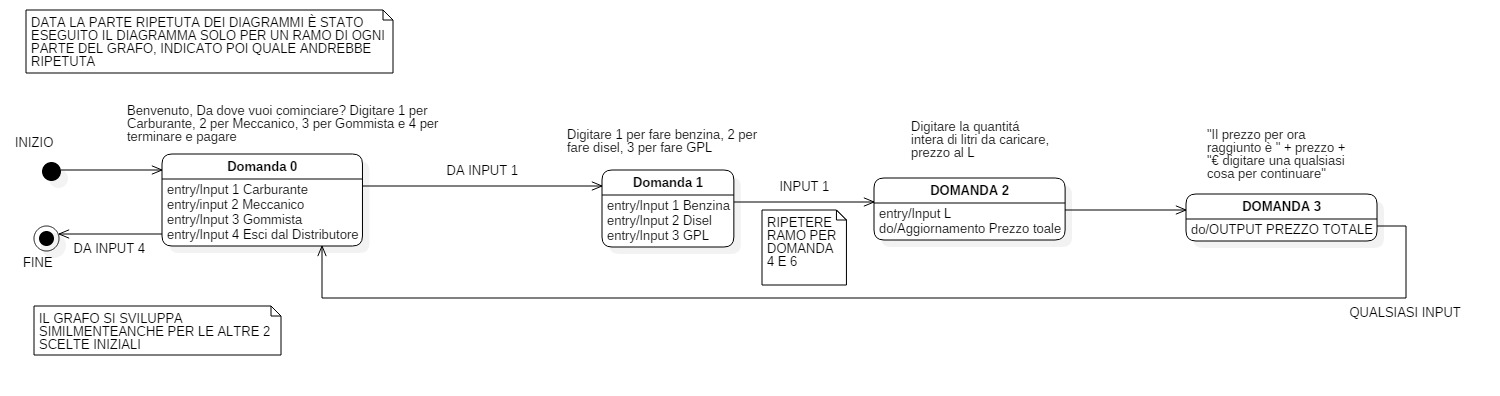 DATA LA PARTE RIPETUTA DEI DIAGRAMMI È STATO
ESEGUITO IL DIAGRAMMA SOLO PER UN RAMO DI OGNI
PARTE DEL GRAFO, INDICATO POI QUALE ANDREBBE
RIPETUTA
Benvenuto, Da dove vuoi cominciare? Digitare 1 per
Carburante, 2 per Meccanico, 3 per Gommista e 4 per
terminare e pagare
INIZIO
Domanda 0
entry/Input 1 Carburante
entry/input 2 Meccanico
entry/Input 3 Gommista
entry/Input 4 Esci dal Distributore
DA INPUT 4
FINE
DA INPUT 1
Digitare 1 per fare benzina, 2 per
fare disel, 3 per fare GPL
Domanda 1
entry/Input 1 Benzina
entry/Input 2 Disel
entry/Input 3 GPL
INPUT 1
RIPETERE
RAMO PER
DOMANDA
4 E 6
Digitare la quantitá
intera di litri da caricare,
prezzo al L
DOMANDA 2
entry/Input L
do/Aggiornamento Prezzo toale
"Il prezzo per ora
raggiunto è " + prezzo +
"€ digitare una qualsiasi
cosa per continuare"
DOMANDA 3
do/OUTPUT PREZZO TOTALE
QUALSIASI INPUT
IL GRAFO SI SVILUPPA
SIMILMENTEANCHE PER LE ALTRE 2
SCELTE INIZIALI